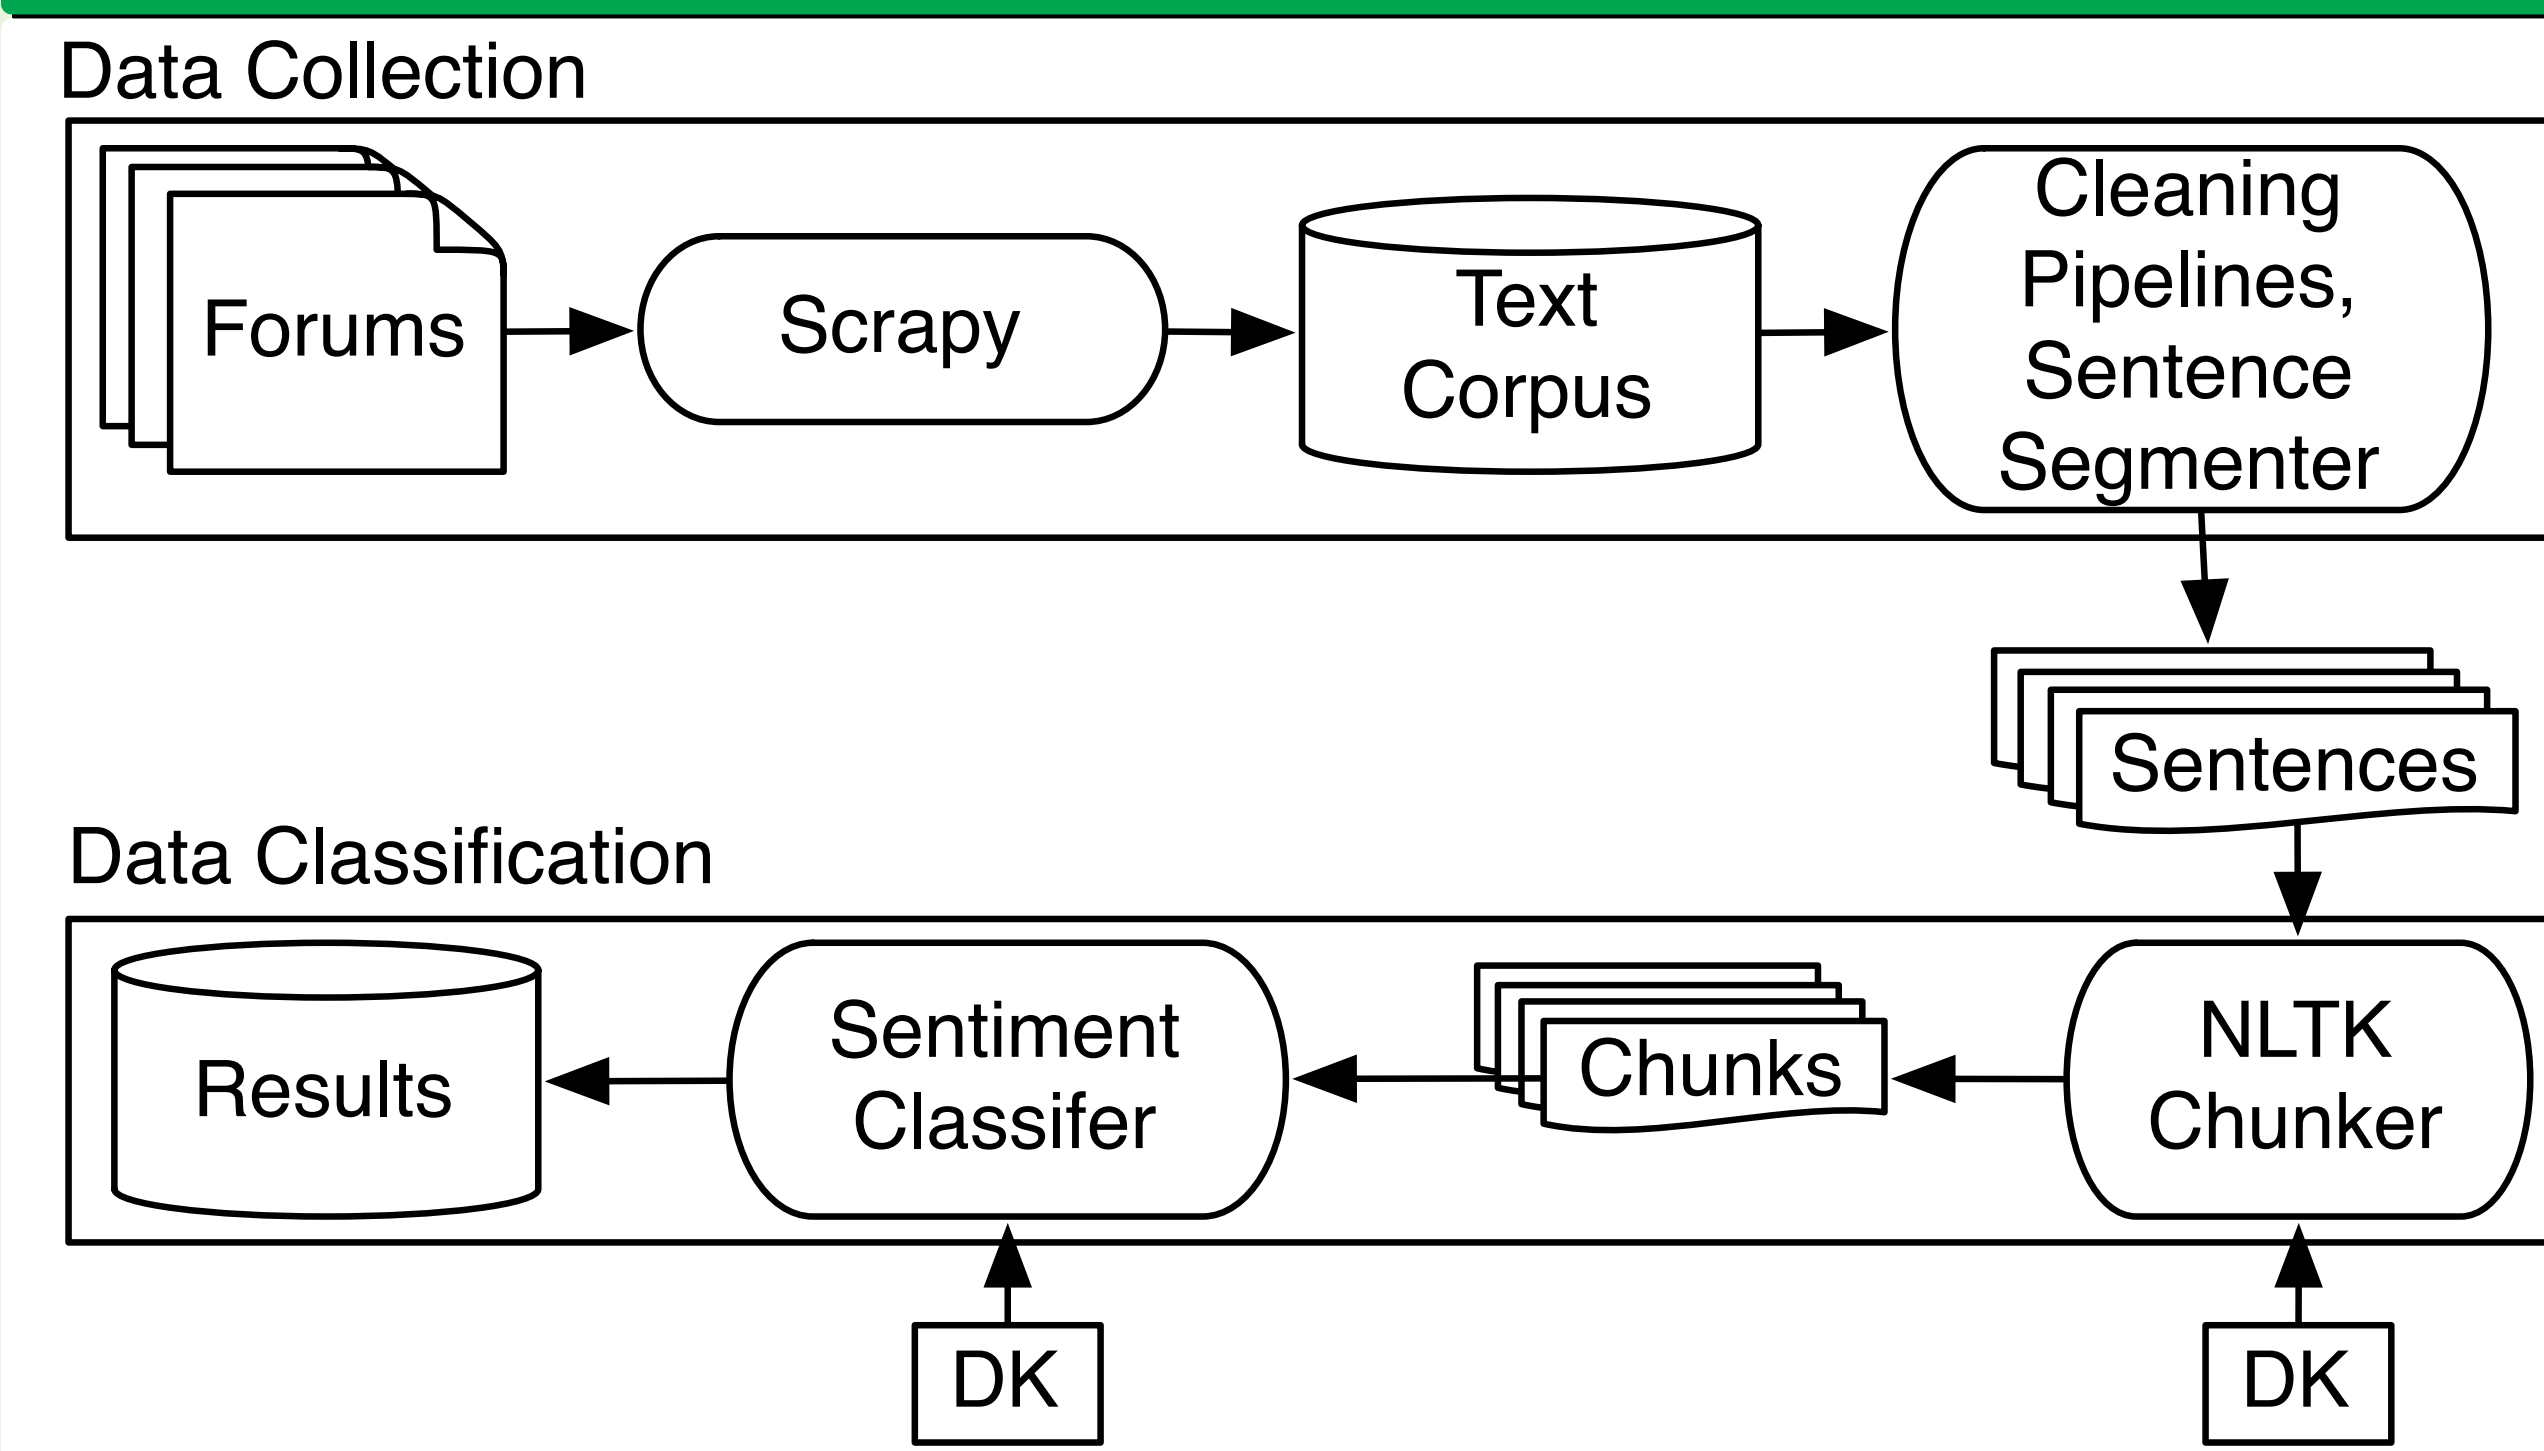 Data Collection
Forums
Scrapy
Text
Corpus
Cleaning
Pipelines,
Sentence
Segmenter
Sentences
Data Classification
Results
Sentiment
Classifer
Chunks
NLTK
Chunker
DK
DK